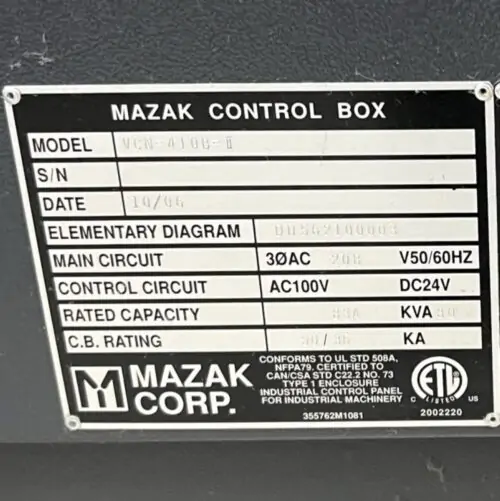 MAZAK CONTROL BOX
MODEL VCN-410B-II
S/N
DATE 10/06
ELEMENTARY DIAGRAM
MAIN CIRCUIT 3ØAC 208 V50/60HZ
CONTROL CIRCUIT AC100V DC24V
RATED CAPACITY 83A KVA 30
C.B. RATING KA
MAZAK CORP.
CONFORMS TO UL STD 508A,
NFPA79. CERTIFIED TO
CAN/CSA STD C22.2 NO. 73
TYPE 1 ENCLOSURE
INDUSTRIAL CONTROL PANEL
FOR INDUSTRIAL MACHINERY
355762M1081
ETL
C LISTED US
2002220